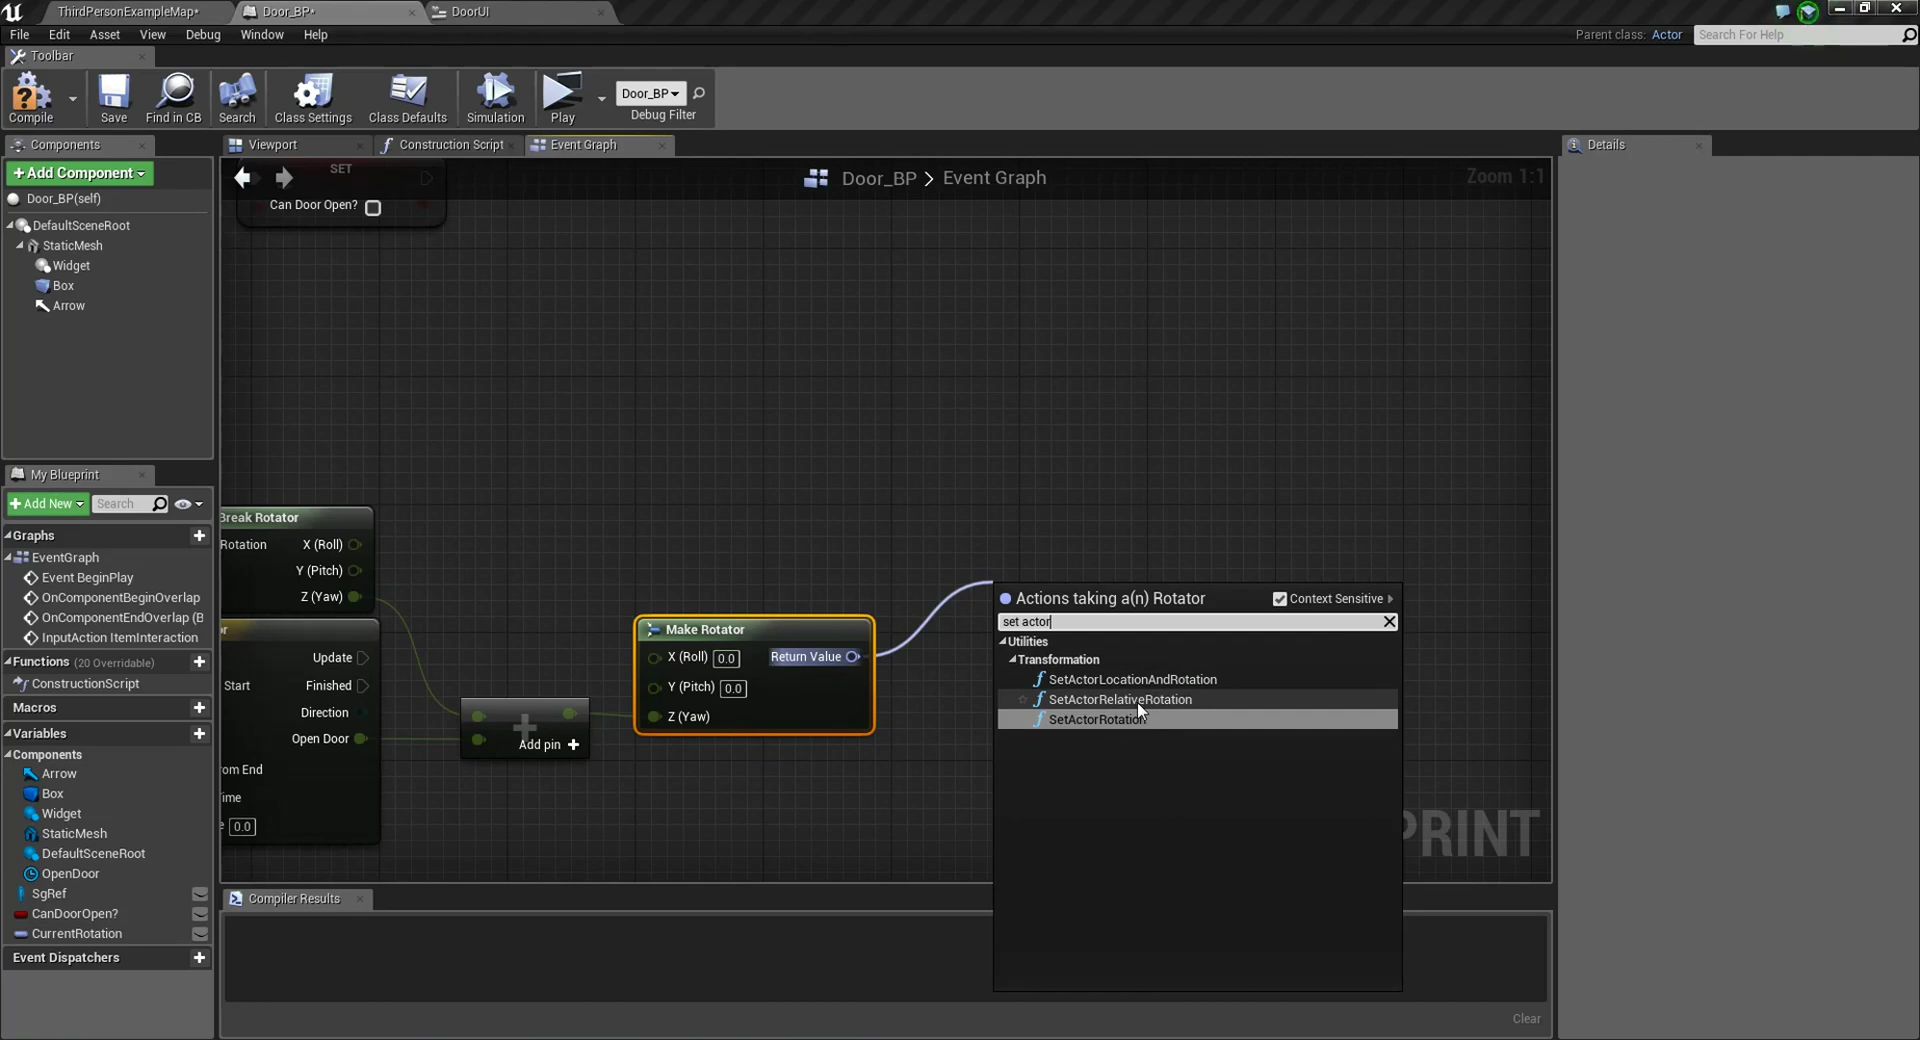 ThirdPersonExampleMap*
Door_BP*
DoorUI
File Edit Asset View Debug Window Help
Parent class: Actor
Search For Help
Toolbar
Compile
Save
Find in CB
Search
Class Settings
Class Defaults
Simulation
Play
Door_BP
Debug Filter
Components
Viewport
Construction Script
Event Graph
Details
+Add Component
Door_BP(self)
DefaultSceneRoot
StaticMesh
Widget
Box
Arrow
SET
Can Door Open?
Door_BP > Event Graph
Zoom 1:1
My Blueprint
+Add New
Search
Graphs
EventGraph
Event BeginPlay
OnComponentBeginOverlap
OnComponentEndOverlap (B
InputAction ItemInteraction
Functions (20 Overridable)
ConstructionScript
Macros
Variables
Components
Arrow
Box
Widget
StaticMesh
DefaultSceneRoot
OpenDoor
SgRef
CanDoorOpen?
CurrentRotation
Event Dispatchers
Break Rotator
Rotation
X (Roll)
Y (Pitch)
Z (Yaw)
Update
Start
Finished
Direction
Open Door
om End
ime
0.0
Add pin +
Make Rotator
X (Roll) 0.0
Return Value
Y (Pitch) 0.0
Z (Yaw)
Actions taking a(n) Rotator
Context Sensitive
set actor
Utilities
Transformation
SetActorLocationAndRotation
SetActorRelativeRotation
SetActorRotation
PRINT
Compiler Results
Clear